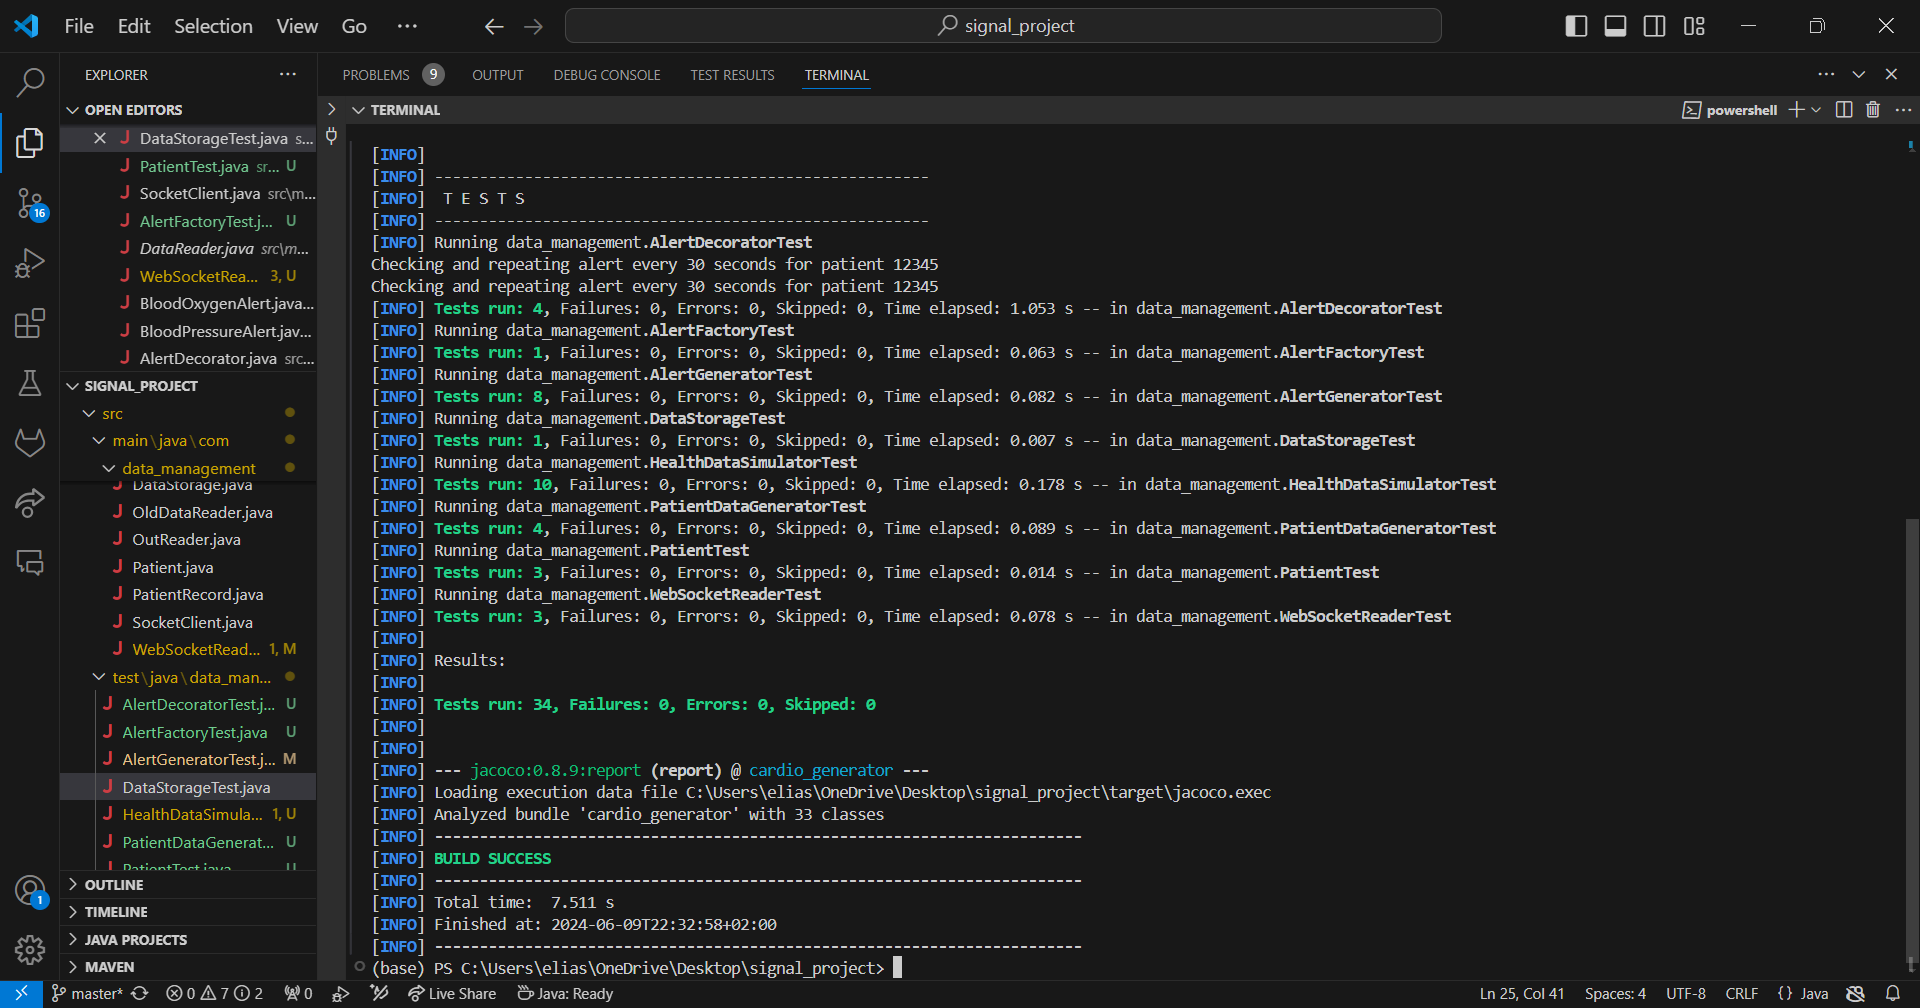 File Edit Selection View Go ··· signal_project
EXPLORER ···
OPEN EDITORS
DataStorageTest.java s...
PatientTest.java sr... U
SocketClient.java src\m...
AlertFactoryTest.j... U
DataReader.java src\m...
WebSocketRea... 3, U
BloodOxygenAlert.java...
BloodPressureAlert.jav...
AlertDecorator.java src...
SIGNAL_PROJECT
src
main\java\com
data_management
DataStorage.java
OldDataReader.java
OutReader.java
Patient.java
PatientRecord.java
SocketClient.java
WebSocketRead... 1, M
test\java\data_man...
AlertDecoratorTest.j... U
AlertFactoryTest.java U
AlertGeneratorTest.j... M
DataStorageTest.java
HealthDataSimula... 1, U
PatientDataGenerat... U
PatientTest.java U
OUTLINE
TIMELINE
JAVA PROJECTS
MAVEN
16
1
PROBLEMS 9 OUTPUT DEBUG CONSOLE TEST RESULTS TERMINAL
TERMINAL
powershell
[INFO]
[INFO] -------------------------------------------------------
[INFO]  T E S T S
[INFO] -------------------------------------------------------
[INFO] Running data_management.AlertDecoratorTest
Checking and repeating alert every 30 seconds for patient 12345
Checking and repeating alert every 30 seconds for patient 12345
[INFO] Tests run: 4, Failures: 0, Errors: 0, Skipped: 0, Time elapsed: 1.053 s -- in data_management.AlertDecoratorTest
[INFO] Running data_management.AlertFactoryTest
[INFO] Tests run: 1, Failures: 0, Errors: 0, Skipped: 0, Time elapsed: 0.063 s -- in data_management.AlertFactoryTest
[INFO] Running data_management.AlertGeneratorTest
[INFO] Tests run: 8, Failures: 0, Errors: 0, Skipped: 0, Time elapsed: 0.082 s -- in data_management.AlertGeneratorTest
[INFO] Running data_management.DataStorageTest
[INFO] Tests run: 1, Failures: 0, Errors: 0, Skipped: 0, Time elapsed: 0.007 s -- in data_management.DataStorageTest
[INFO] Running data_management.HealthDataSimulatorTest
[INFO] Tests run: 10, Failures: 0, Errors: 0, Skipped: 0, Time elapsed: 0.178 s -- in data_management.HealthDataSimulatorTest
[INFO] Running data_management.PatientDataGeneratorTest
[INFO] Tests run: 4, Failures: 0, Errors: 0, Skipped: 0, Time elapsed: 0.089 s -- in data_management.PatientDataGeneratorTest
[INFO] Running data_management.PatientTest
[INFO] Tests run: 3, Failures: 0, Errors: 0, Skipped: 0, Time elapsed: 0.014 s -- in data_management.PatientTest
[INFO] Running data_management.WebSocketReaderTest
[INFO] Tests run: 3, Failures: 0, Errors: 0, Skipped: 0, Time elapsed: 0.078 s -- in data_management.WebSocketReaderTest
[INFO]
[INFO] Results:
[INFO]
[INFO] Tests run: 34, Failures: 0, Errors: 0, Skipped: 0
[INFO]
[INFO]
[INFO] --- jacoco:0.8.9:report (report) @ cardio_generator ---
[INFO] Loading execution data file C:\Users\elias\OneDrive\Desktop\signal_project\target\jacoco.exec
[INFO] Analyzed bundle 'cardio_generator' with 33 classes
[INFO] ------------------------------------------------------------------------
[INFO] BUILD SUCCESS
[INFO] ------------------------------------------------------------------------
[INFO] Total time:  7.511 s
[INFO] Finished at: 2024-06-09T22:32:58+02:00
[INFO] ------------------------------------------------------------------------
(base) PS C:\Users\elias\OneDrive\Desktop\signal_project>
master* 0 7 2 0 Live Share Java: Ready Ln 25, Col 41 Spaces: 4 UTF-8 CRLF {} Java